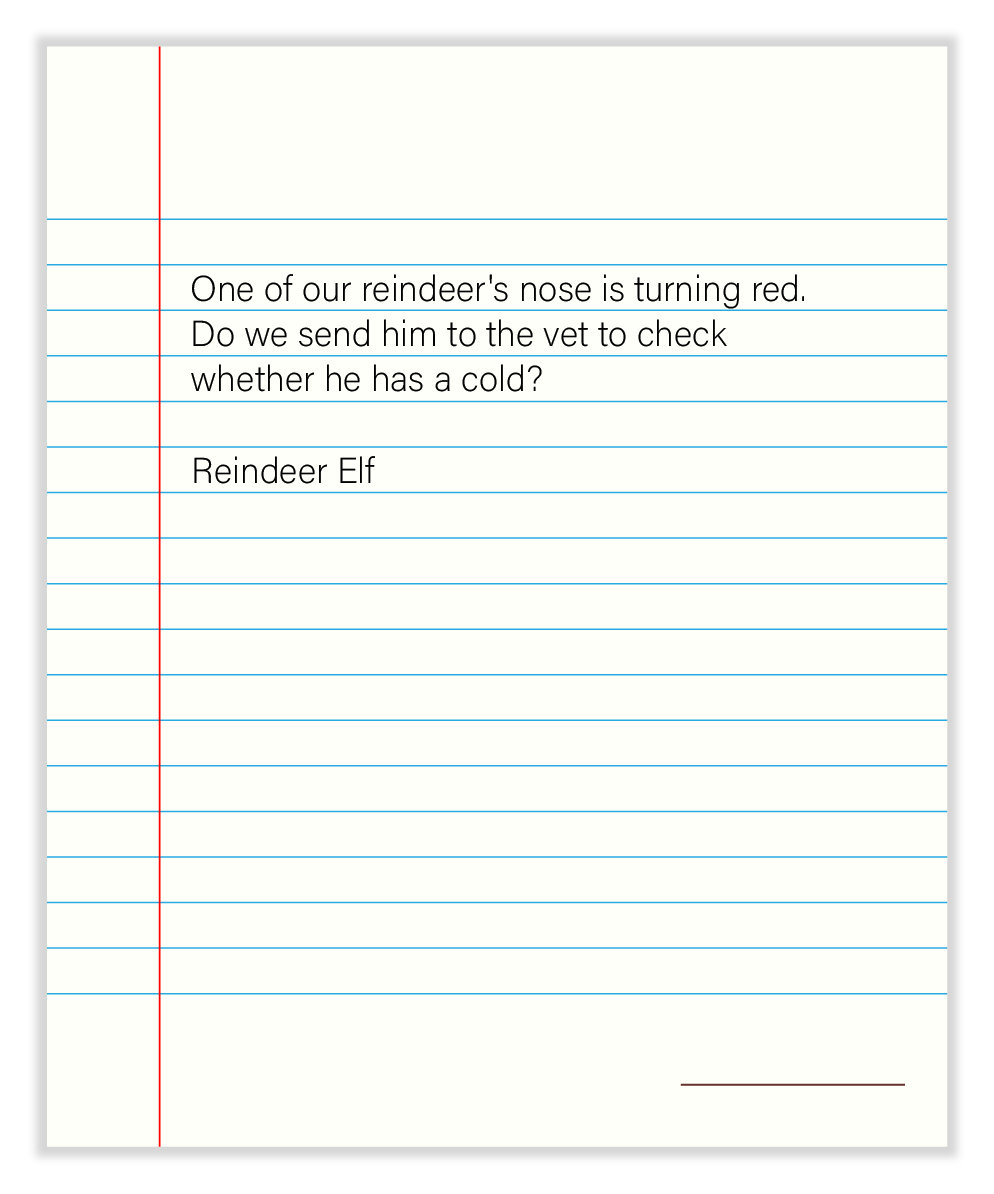 One of our reindeer's nose is turning red.
Do we send him to the vet to check
whether he has a cold?
Reindeer Elf